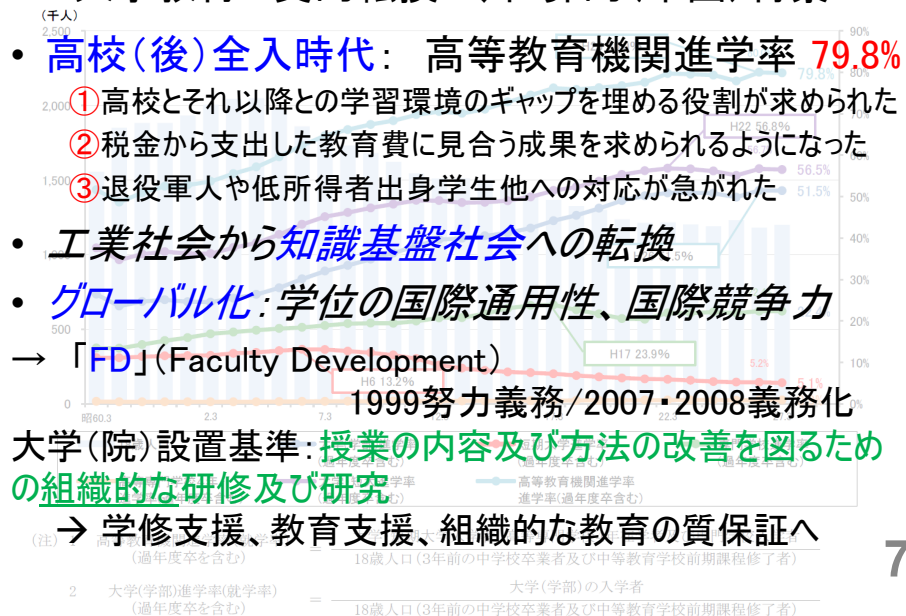 (千人)
2,500
90%
• 高校(後)全入時代: 高等教育機関進学率 79.8%
79.8%
80%
2,000
①高校とそれ以降との学習環境のギャップを埋める役割が求められた
70%
H22 56.8%
②税金から支出した教育費に見合う成果を求められるようになった
60%
56.5%
1,500
③退役軍人や低所得者出身学生他への対応が急がれた
51.5%
50%
• 工業社会から知識基盤社会への転換
40%
30%
• グローバル化:学位の国際通用性、国際競争力
500
20%
→ 「FD」(Faculty Development)
H17 23.9%
H6 13.2%
5.2%
10%
5.1%
1999努力義務/2007・2008義務化
0
昭60.3
2.3
7.3
22.3
0%
大学(院)設置基準:授業の内容及び方法の改善を図るため
の組織的な研修及び研究
高等教育機関進学率
進学率(過年度卒含む)
→ 学修支援、教育支援、組織的な教育の質保証へ
(注)
(過年度卒を含む)
=
18歳人口(3年前の中学校卒業者及び中等教育学校前期課程修了者)
7
2 大学(学部)進学率(就学率)
(過年度卒を含む)
=
大学(学部)の入学者
18歳人口(3年前の中学校卒業者及び中等教育学校前期課程修了者)